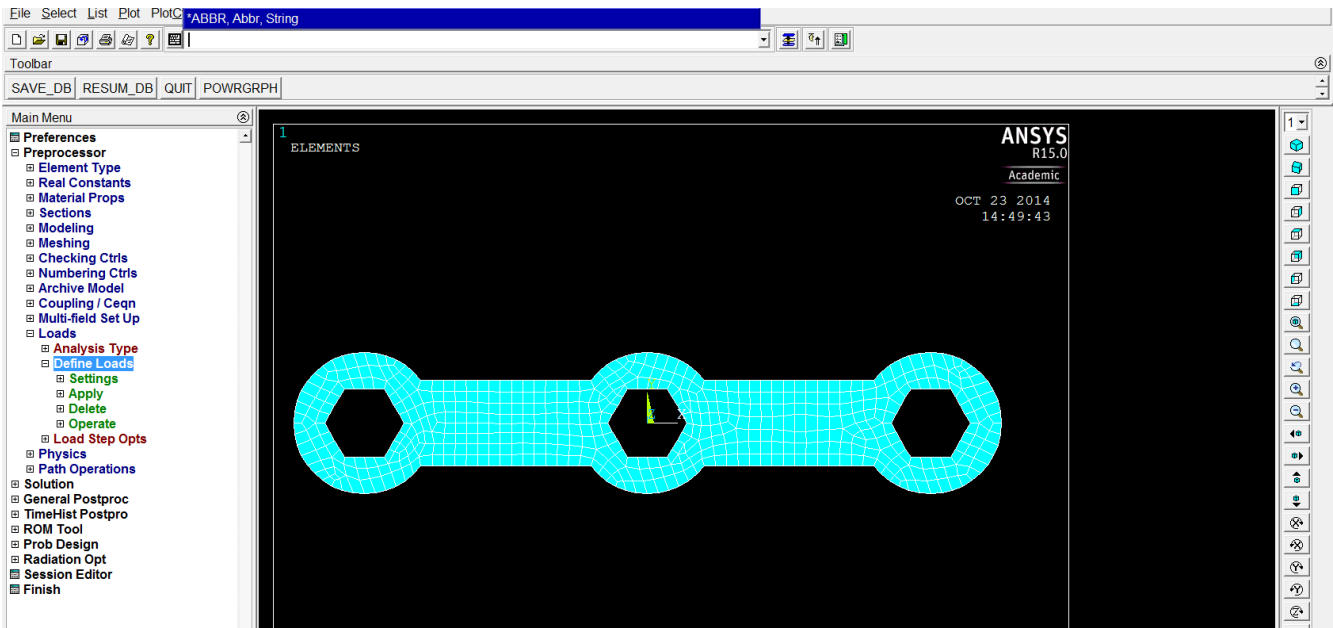 File Select List Plot PlotC
*ABBR, Abbr, String
Toolbar
SAVE_DB RESUM_DB QUIT POWRGRPH
Main Menu
Preferences
Preprocessor
Element Type
Real Constants
Material Props
Sections
Modeling
Meshing
Checking Ctrls
Numbering Ctrls
Archive Model
Coupling / Ceqn
Multi-field Set Up
Loads
Analysis Type
Define Loads
Settings
Apply
Delete
Operate
Load Step Opts
Physics
Path Operations
Solution
General Postproc
TimeHist Postpro
ROM Tool
Prob Design
Radiation Opt
Session Editor
Finish
1
ELEMENTS
ANSYS
R15.0
Academic
OCT 23 2014
14:49:43
X
1